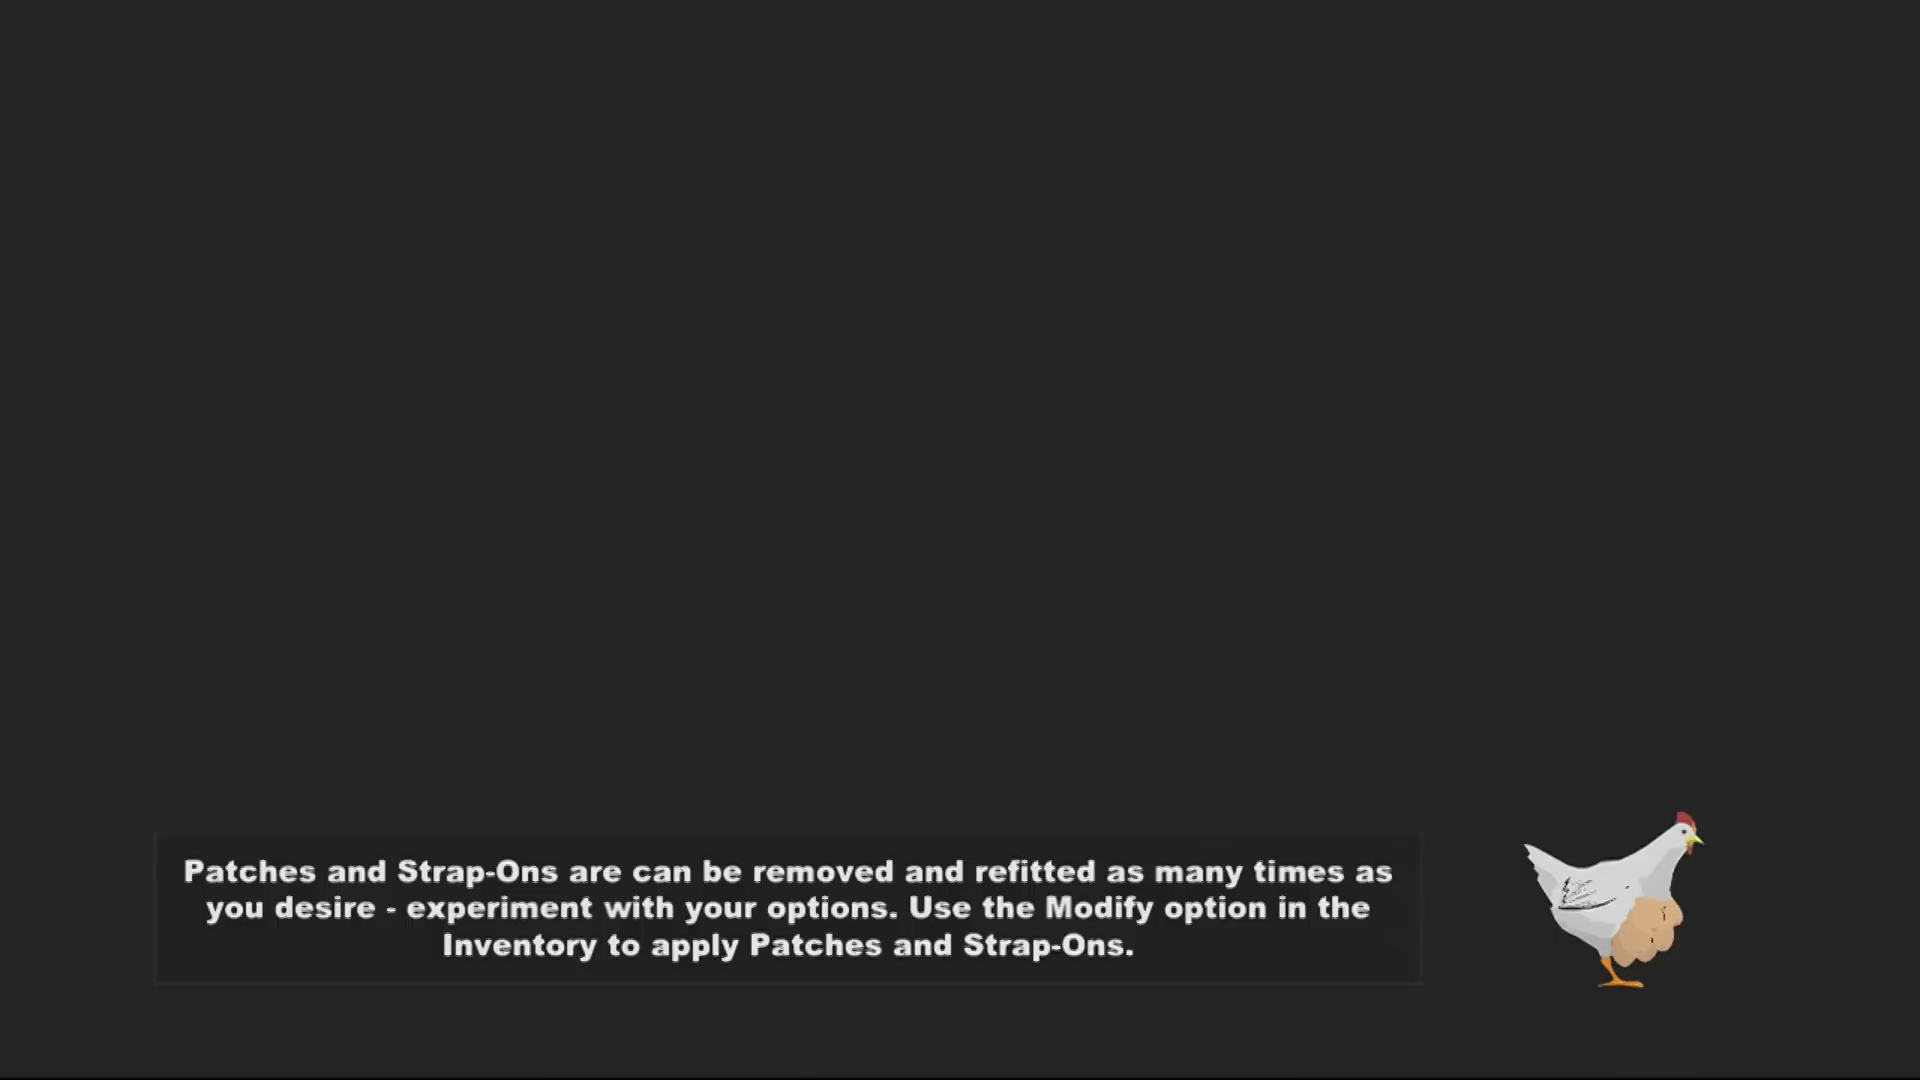 Patches and Strap-Ons are can be removed and refitted as many times as
you desire - experiment with your options. Use the Modify option in the
Inventory to apply Patches and Strap-Ons.